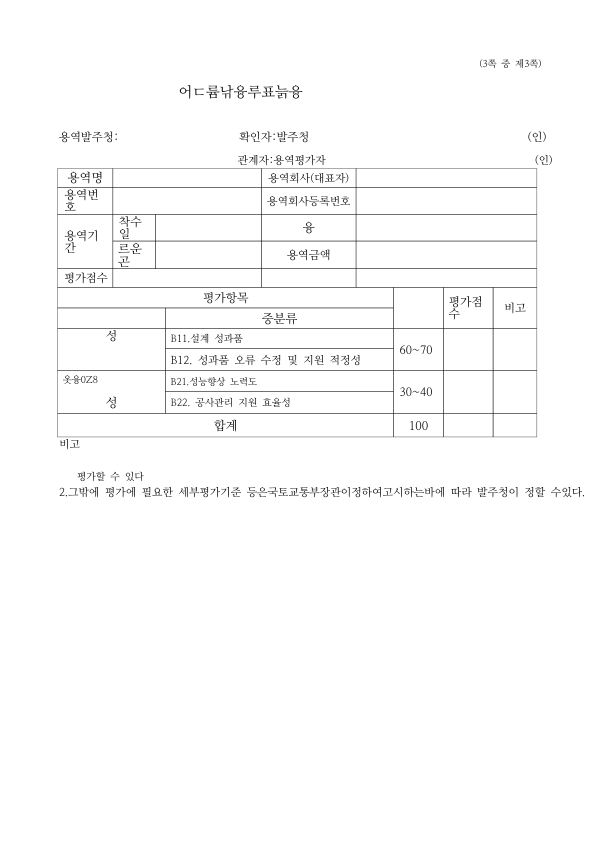 (3쪽 중 제3쪽)
어ㄷ륨낚융루표늙융
용역발주청: 확인자:발주청 (인)
관계자:용역평가자 (인)
용역명 용역회사(대표자)
용역번호 용역회사등록번호
용역기간 착수일 융
르운곤 용역금액
평가점수
평가항목 평가점수 비고
중분류
성 B11.설계 성과품 60~70
B12. 성과품 오류 수정 및 지원 적정성
웃융0Z8 성 B21.성능향상 노력도 30~40
B22. 공사관리 지원 효율성
합계 100
비고
평가할 수 있다
2.그밖에 평가에 필요한 세부평가기준 등은국토교통부장관이정하여고시하는바에 따라 발주청이 정할 수있다.